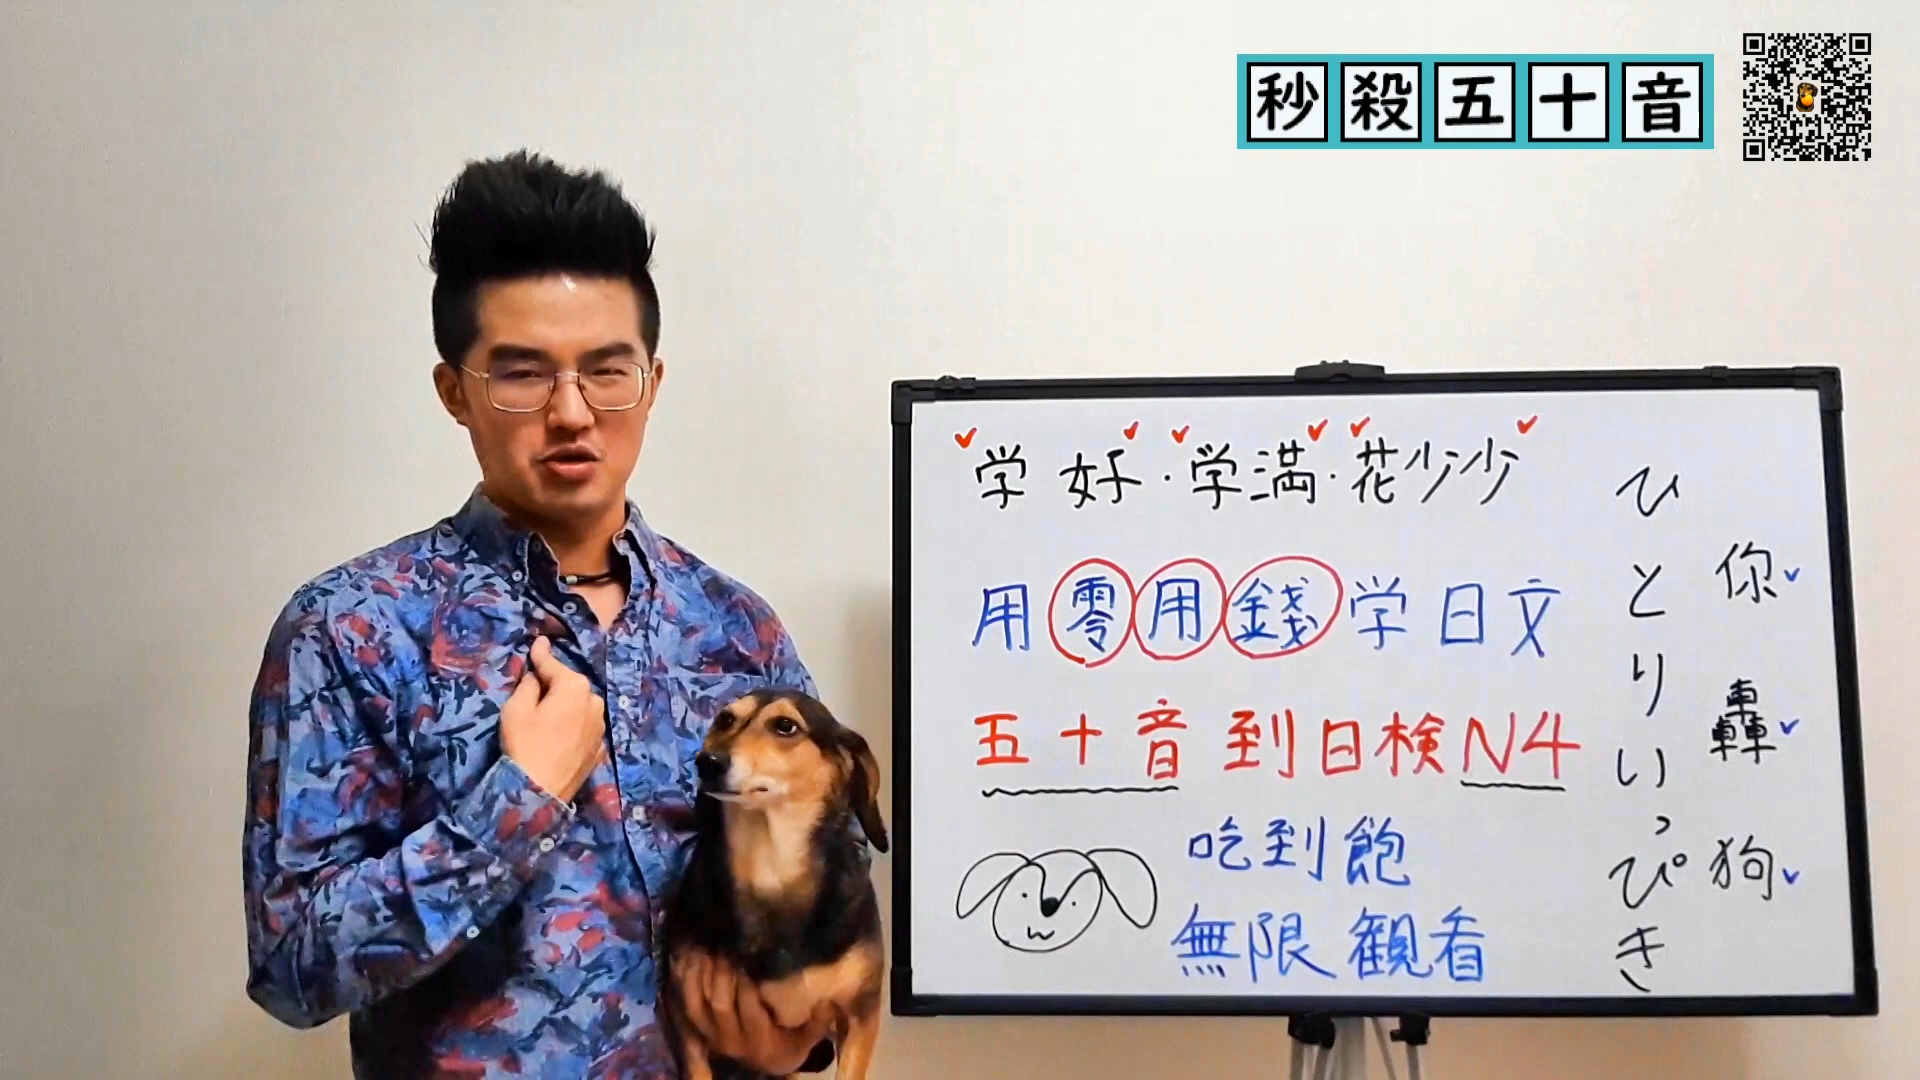 秒殺五十音
学好·学満·花少少
用零用錢学日文
五十音到日検N4
吃到飽
無限観看
ひとりいっぴき
你轟狗